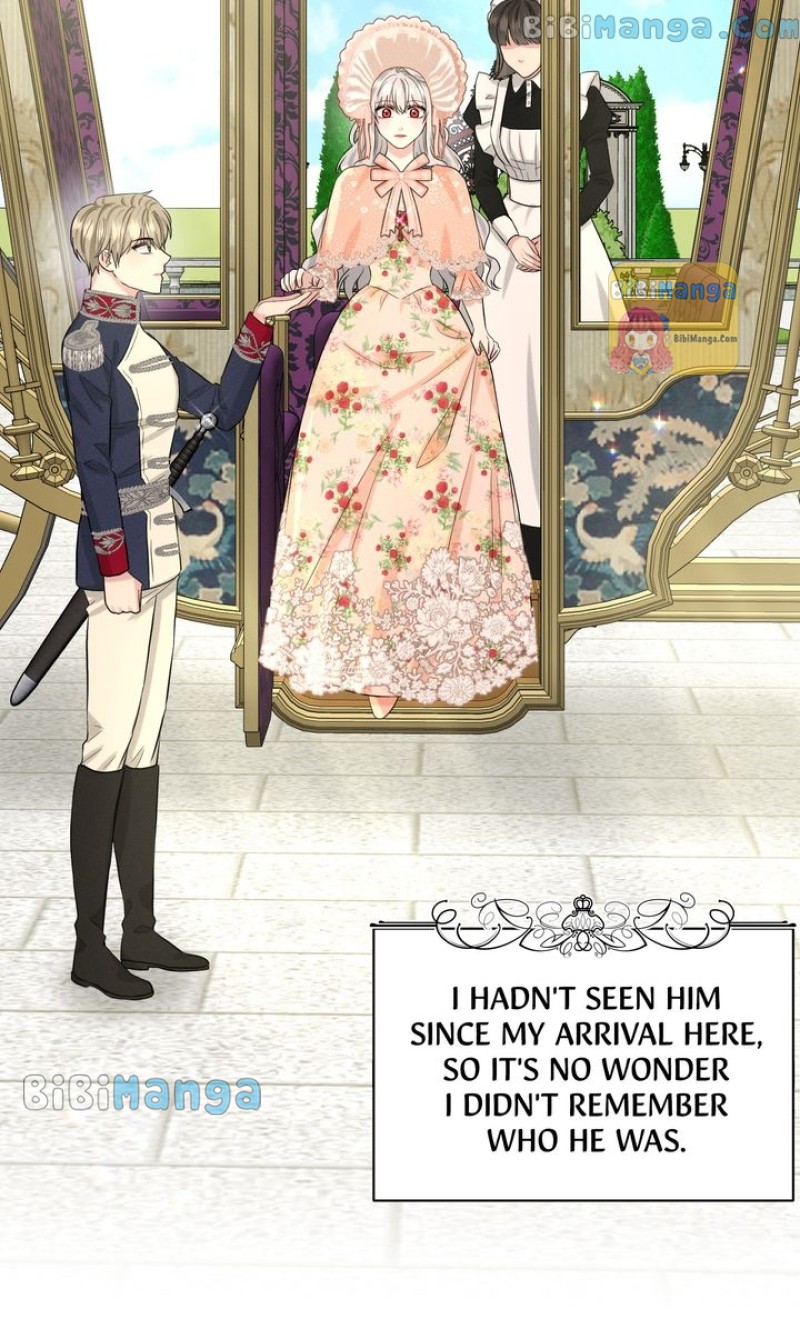 BiBiManga.Com
BiBiManga
BiBiManga.Com
I HADN'T SEEN HIM
SINCE MY ARRIVAL HERE,
SO IT'S NO WONDER
I DIDN'T REMEMBER
WHO HE WAS.
BiBiManga